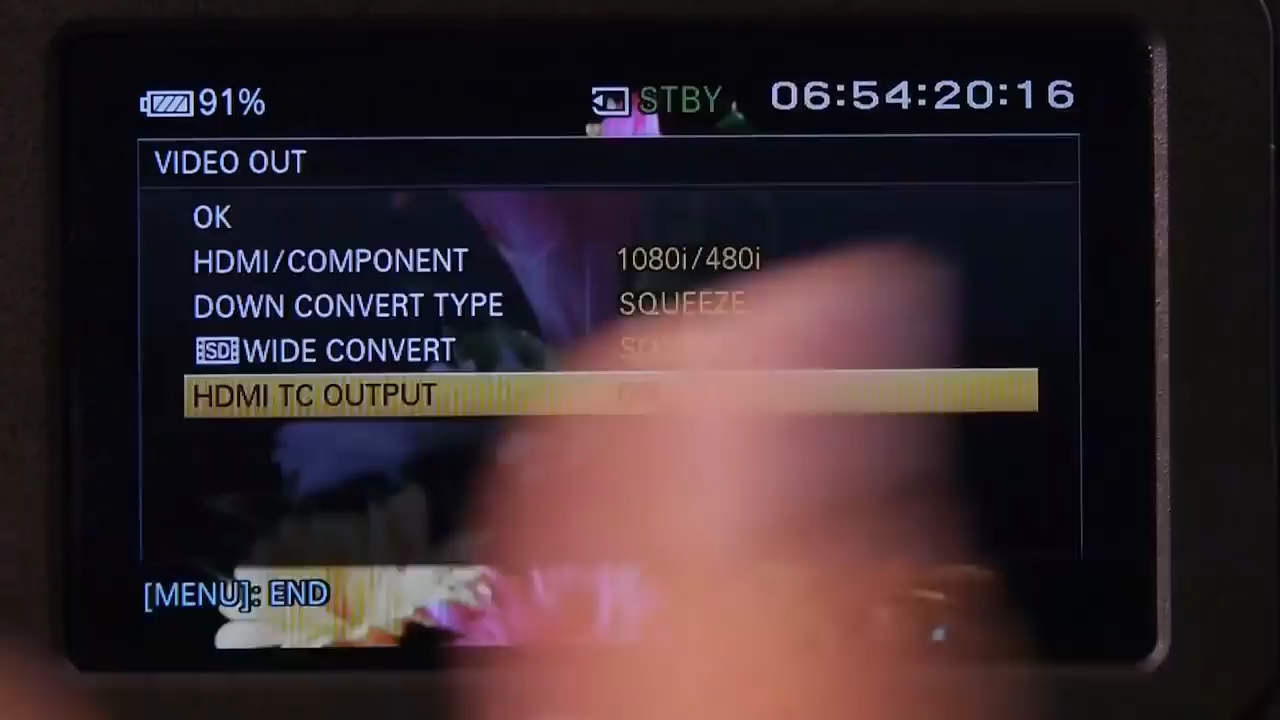 91% STBY 06:54:20:16
VIDEO OUT
OK
HDMI/COMPONENT 1080i/480i
DOWN CONVERT TYPE SQUEEZE
SD WIDE CONVERT
HDMI TC OUTPUT
[MENU]: END